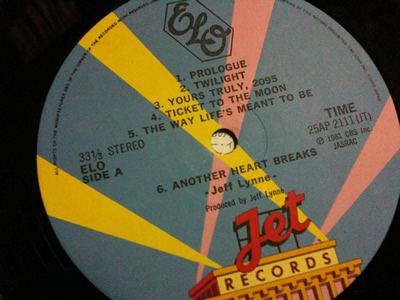 ELO
1. PROLOGUE
2. TWILIGHT
3. YOURS TRULY, 2095
4. TICKET TO THE MOON
5. THE WAY LIFE'S MEANT TO BE
33⅓ STEREO
ELO
SIDE A
TIME
25AP 2111 (JT)
Ⓟ 1981 CBS Inc.
JASRAC
6. ANOTHER HEART BREAKS
- Jeff Lynne -
Produced by Jeff Lynne
Jet
RECORDS